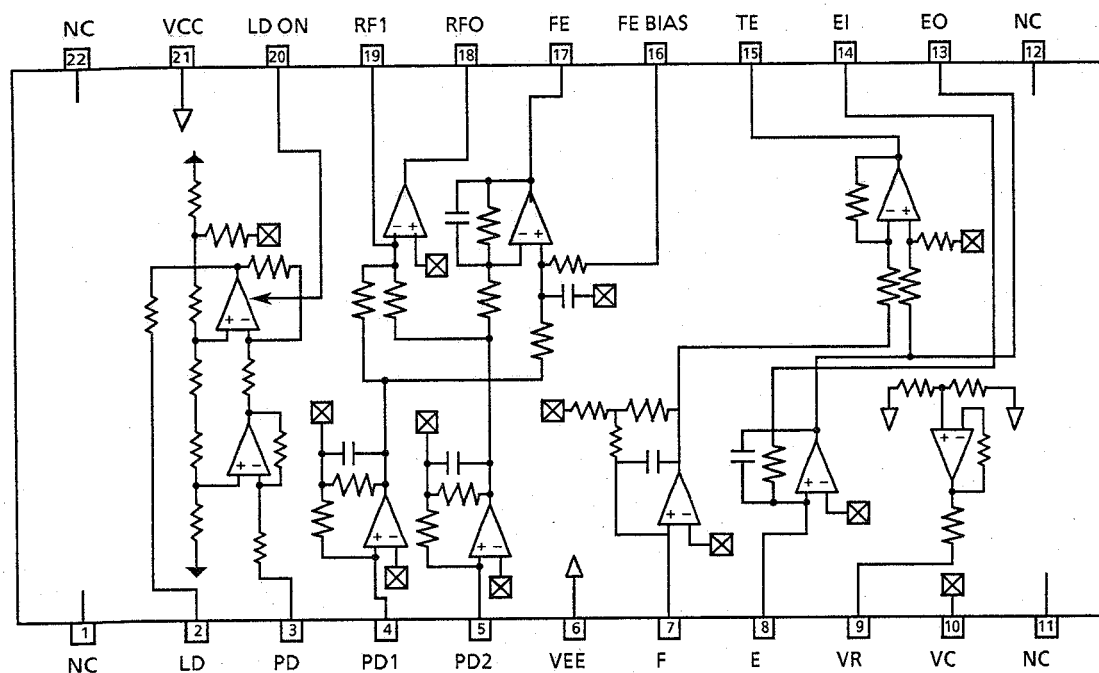 NC VCC LD ON RF1 RFO FE FE BIAS TE EI EO NC
22 21 20 19 18 17 16 15 14 13 12
- +
- +
- +
+ -
+ -
+ -
+ -
+ -
+ -
+ -
+ -
1 2 3 4 5 6 7 8 9 10 11
NC LD PD PD1 PD2 VEE F E VR VC NC